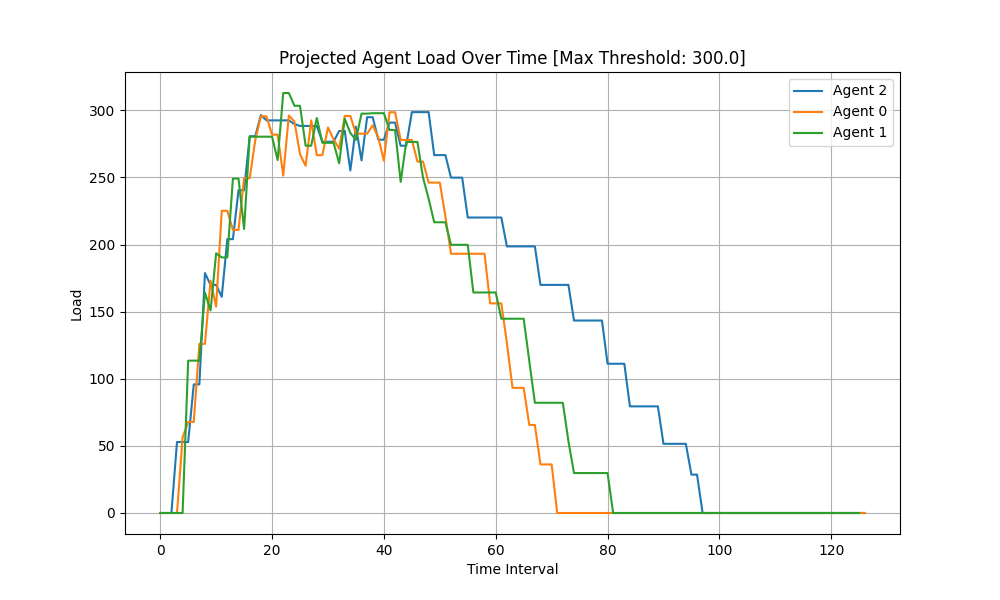 Projected Agent Load Over Time [Max Threshold: 300.0]
Agent 2
Agent 0
Agent 1
300
250
200
150
100
50
0
Load
0 20 40 60 80 100 120
Time Interval